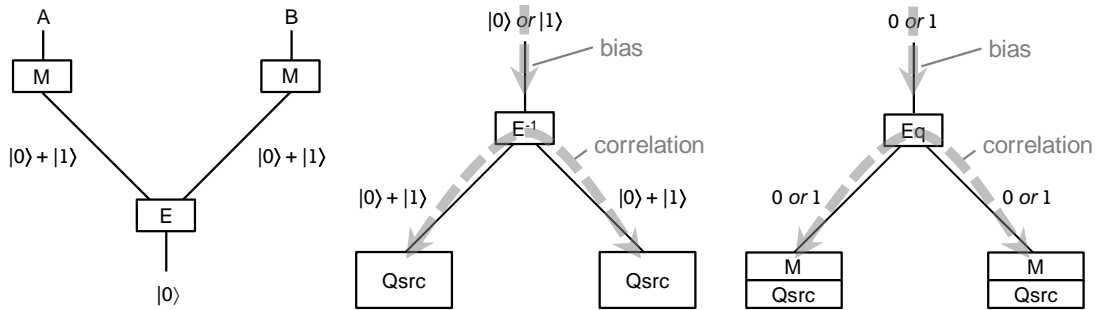 A
B
M
M
|0⟩ + |1⟩
|0⟩ + |1⟩
E
|0⟩
|0⟩ or |1⟩
bias
E-1
correlation
|0⟩ + |1⟩
|0⟩ + |1⟩
Qsrc
Qsrc
0 or 1
bias
Eq
correlation
0 or 1
0 or 1
M
Qsrc
M
Qsrc